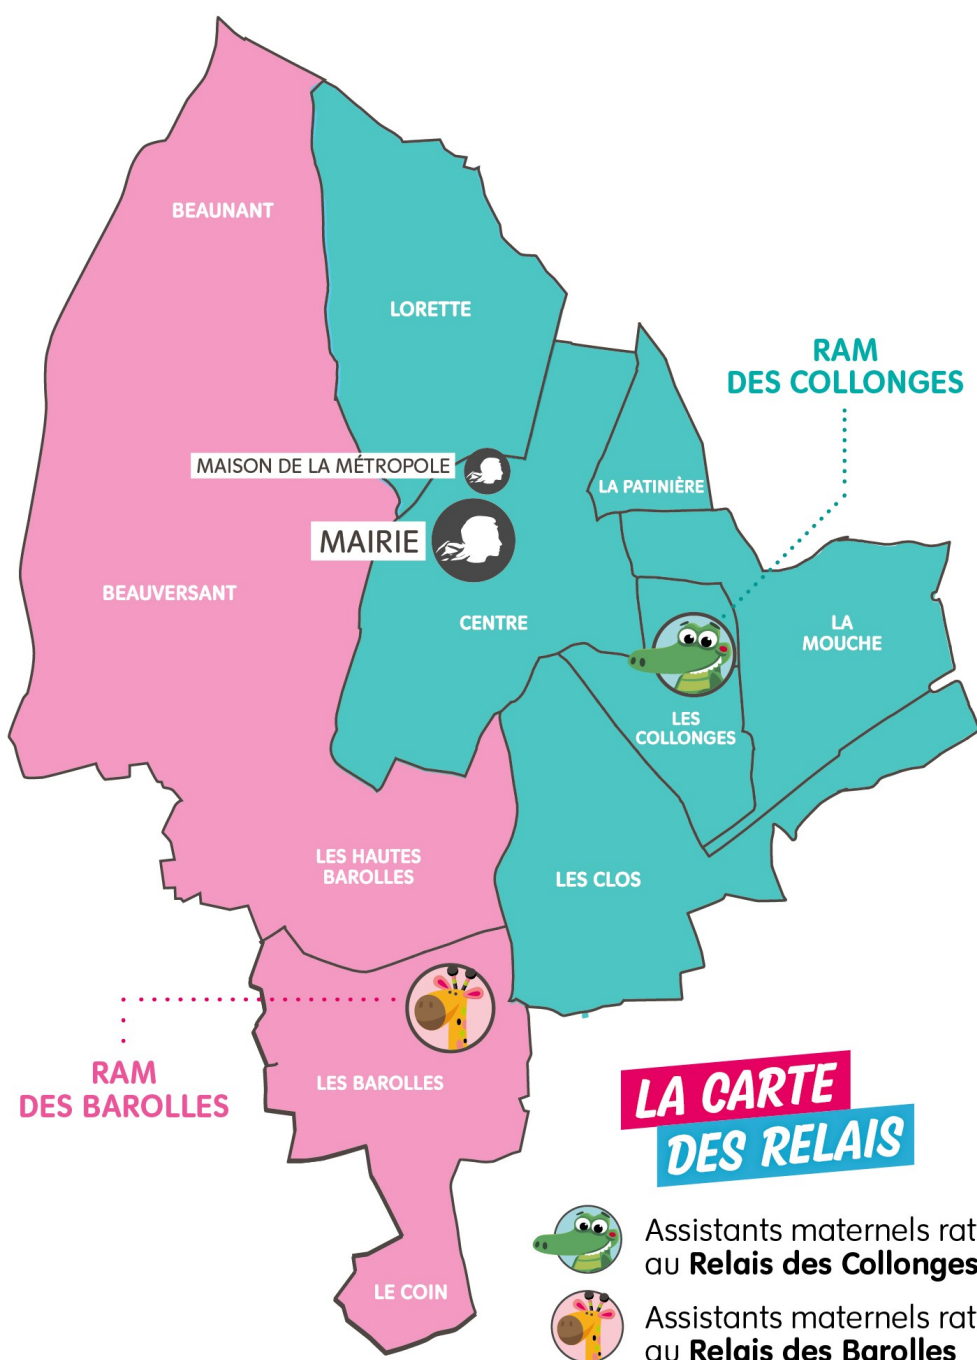 BEAUNANT
LORETTE
RAM
DES COLLONGES
MAISON DE LA MÉTROPOLE
LA PATINIÈRE
MAIRIE
BEAUVERSANT
CENTRE
LA
MOUCHE
LES
COLLONGES
LES HAUTES
BAROLLES
LES CLOS
RAM
DES BAROLLES
LES BAROLLES
LE COIN
LA CARTE
DES RELAIS
Assistants maternels rat
au Relais des Collonges
Assistants maternels rat
au Relais des Barolles